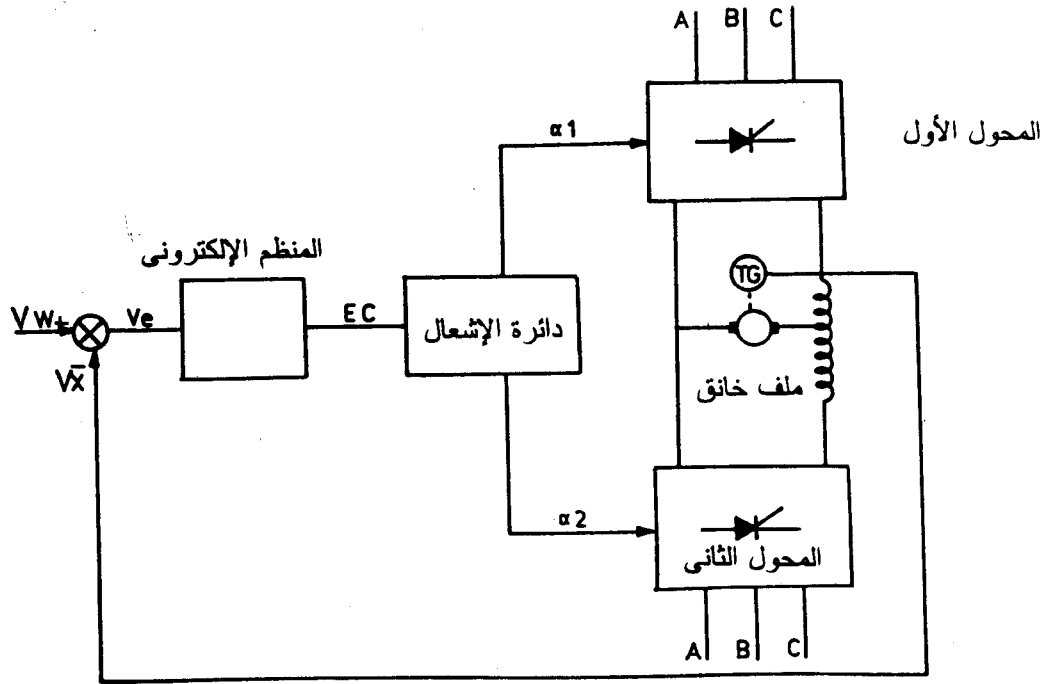 A B C
α1
المحول الأول
المنظم الإلكترونى
TG
VW+
Ve
EC
دائرة الإشعال
Vx̄
ملف خانق
α2
المحول الثانى
A B C